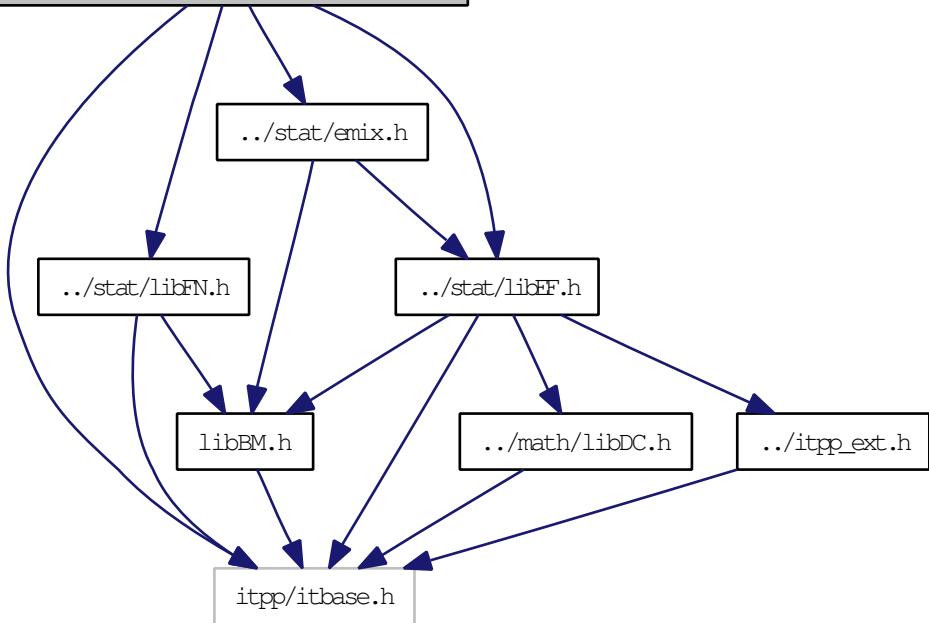 ../stat/emix.h
../stat/libFN.h
../stat/libEF.h
libBM.h
../math/libDC.h
../itpp_ext.h
itpp/itbase.h